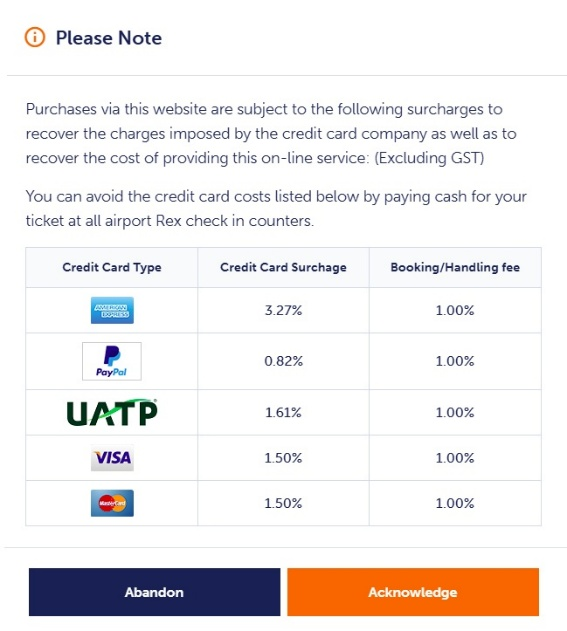 Please Note
Purchases via this website are subject to the following surcharges to
recover the charges imposed by the credit card company as well as to
recover the cost of providing this on-line service: (Excluding GST)
You can avoid the credit card costs listed below by paying cash for your
ticket at all airport Rex check in counters.
Credit Card Type Credit Card Surchage Booking/Handling fee
AMERICAN
EXPRESS
3.27% 1.00%
PayPal 0.82% 1.00%
UATP 1.61% 1.00%
VISA 1.50% 1.00%
MasterCard 1.50% 1.00%
Abandon Acknowledge